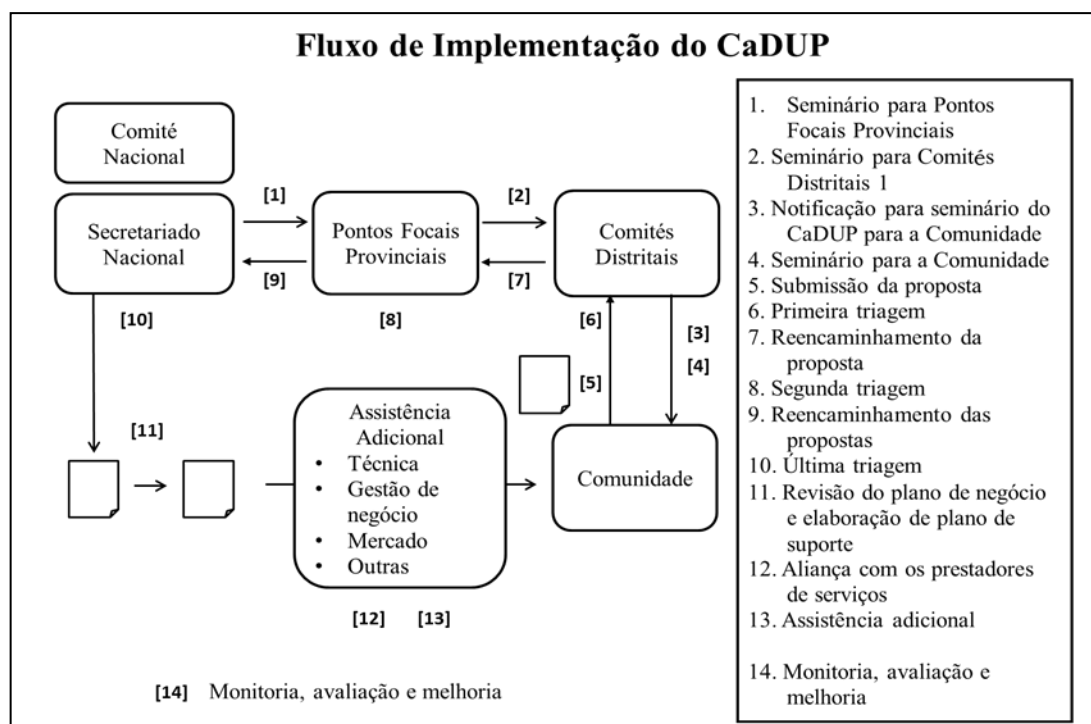 Fluxo de Implementação do CaDUP
Comité
Nacional
Secretariado
Nacional
[1]
[9]
Pontos Focais
Provinciais
[2]
[7]
Comités
Distritais
[10]
[8]
[6]
[3]
[4]
[5]
[11]
Assistência
Adicional
• Técnica
• Gestão de
negócio
• Mercado
• Outras
Comunidade
[12] [13]
[14] Monitoria, avaliação e melhoria
1. Seminário para Pontos
Focais Provinciais
2. Seminário para Comités
Distritais 1
3. Notificação para seminário do
CaDUP para a Comunidade
4. Seminário para a Comunidade
5. Submissão da proposta
6. Primeira triagem
7. Reencaminhamento da
proposta
8. Segunda triagem
9. Reencaminhamento das
propostas
10. Última triagem
11. Revisão do plano de negócio
e elaboração de plano de
suporte
12. Aliança com os prestadores
de serviços
13. Assistência adicional
14. Monitoria, avaliação e
melhoria